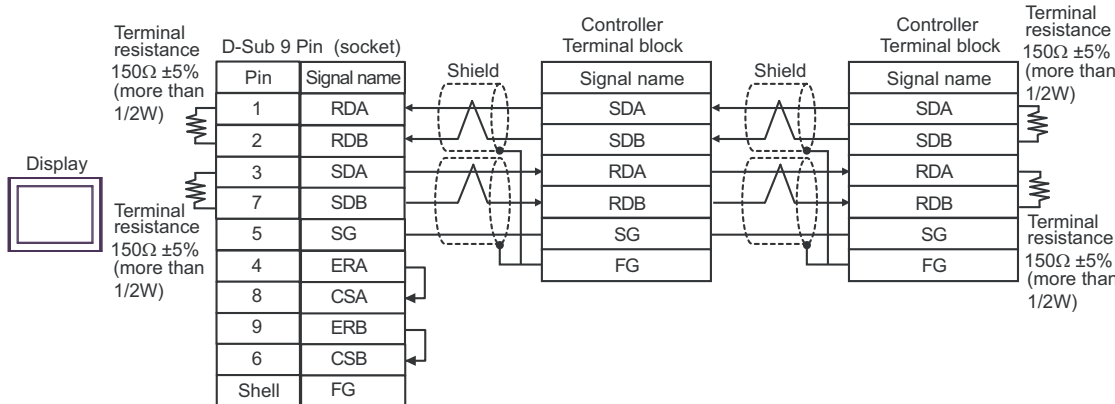 Terminal
resistance
150Ω ±5%
(more than
1/2W)
D-Sub 9 Pin (socket)
Pin Signal name
1 RDA
2 RDB
3 SDA
7 SDB
5 SG
4 ERA
8 CSA
9 ERB
6 CSB
Shell FG
Display
Terminal
resistance
150Ω ±5%
(more than
1/2W)
Shield
Controller
Terminal block
Signal name
SDA
SDB
RDA
RDB
SG
FG
Shield
Controller
Terminal block
Signal name
SDA
SDB
RDA
RDB
SG
FG
Terminal
resistance
150Ω ±5%
(more than
1/2W)
Terminal
resistance
150Ω ±5%
(more than
1/2W)